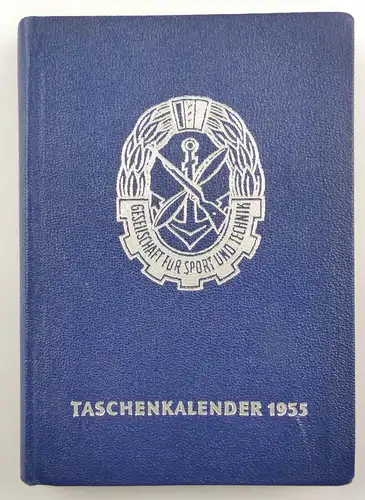 GESELLSCHAFT FÜR SPORT UND TECHNIK
TASCHENKALENDER 1955